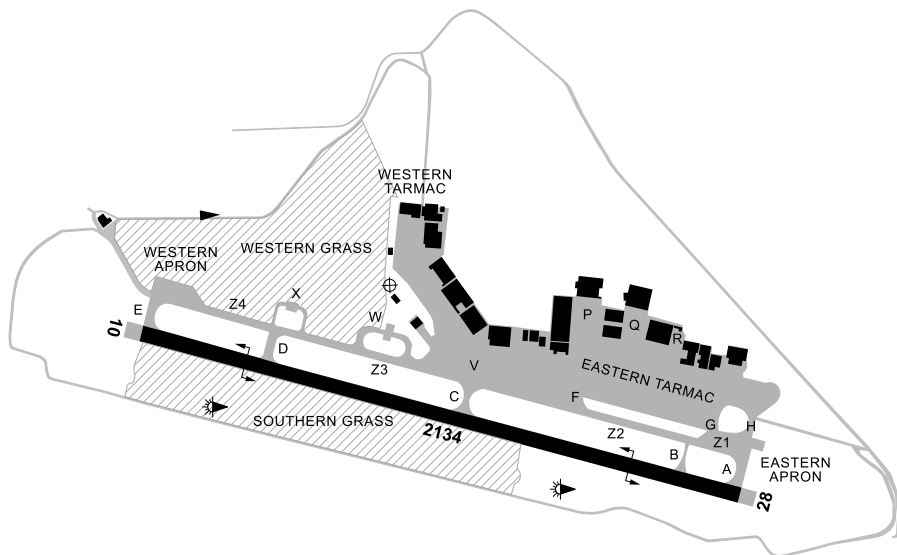 WESTERN
TARMAC
WESTERN GRASS
WESTERN
APRON
X
Z4
E
10
D
W
Z3
V
P
Q
R
EASTERN TARMAC
C
F
G
H
Z2
Z1
B
A
SOUTHERN GRASS
2134
EASTERN
APRON
28